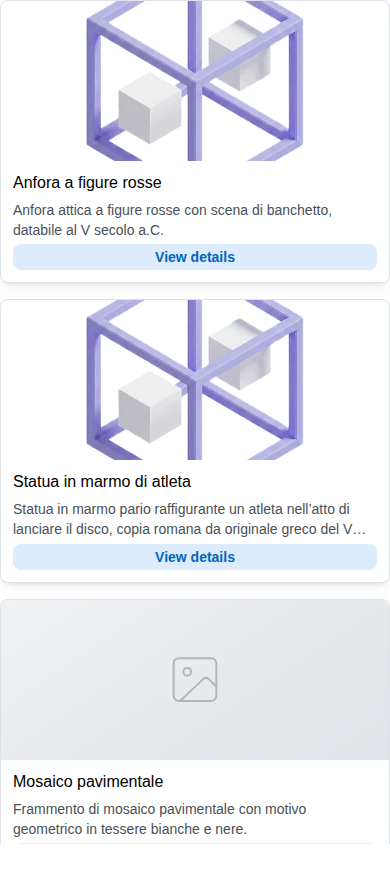 Anfora a figure rosse
Anfora attica a figure rosse con scena di banchetto,
databile al V secolo a.C.
View details
Statua in marmo di atleta
Statua in marmo pario raffigurante un atleta nell’atto di
lanciare il disco, copia romana da originale greco del V…
View details
Mosaico pavimentale
Frammento di mosaico pavimentale con motivo
geometrico in tessere bianche e nere.